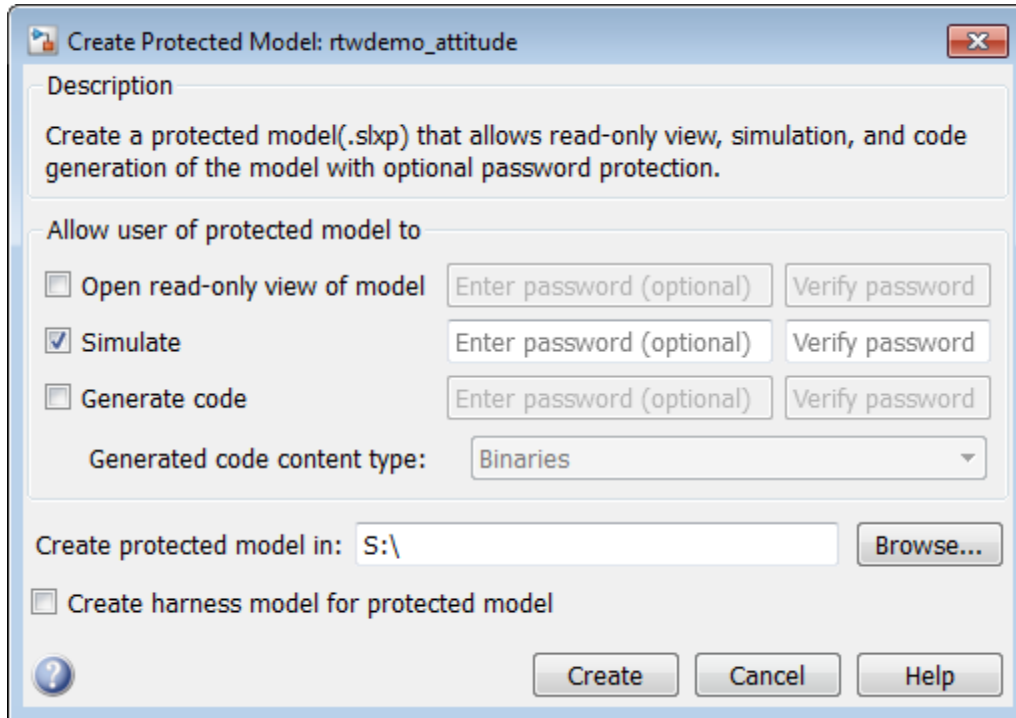 Create Protected Model: rtwdemo_attitude
Description
Create a protected model(.slxp) that allows read-only view, simulation, and code
generation of the model with optional password protection.
Allow user of protected model to
Open read-only view of model Enter password (optional) Verify password
Simulate Enter password (optional) Verify password
Generate code Enter password (optional) Verify password
Generated code content type: Binaries
Create protected model in: S:\ Browse...
Create harness model for protected model
? Create Cancel Help